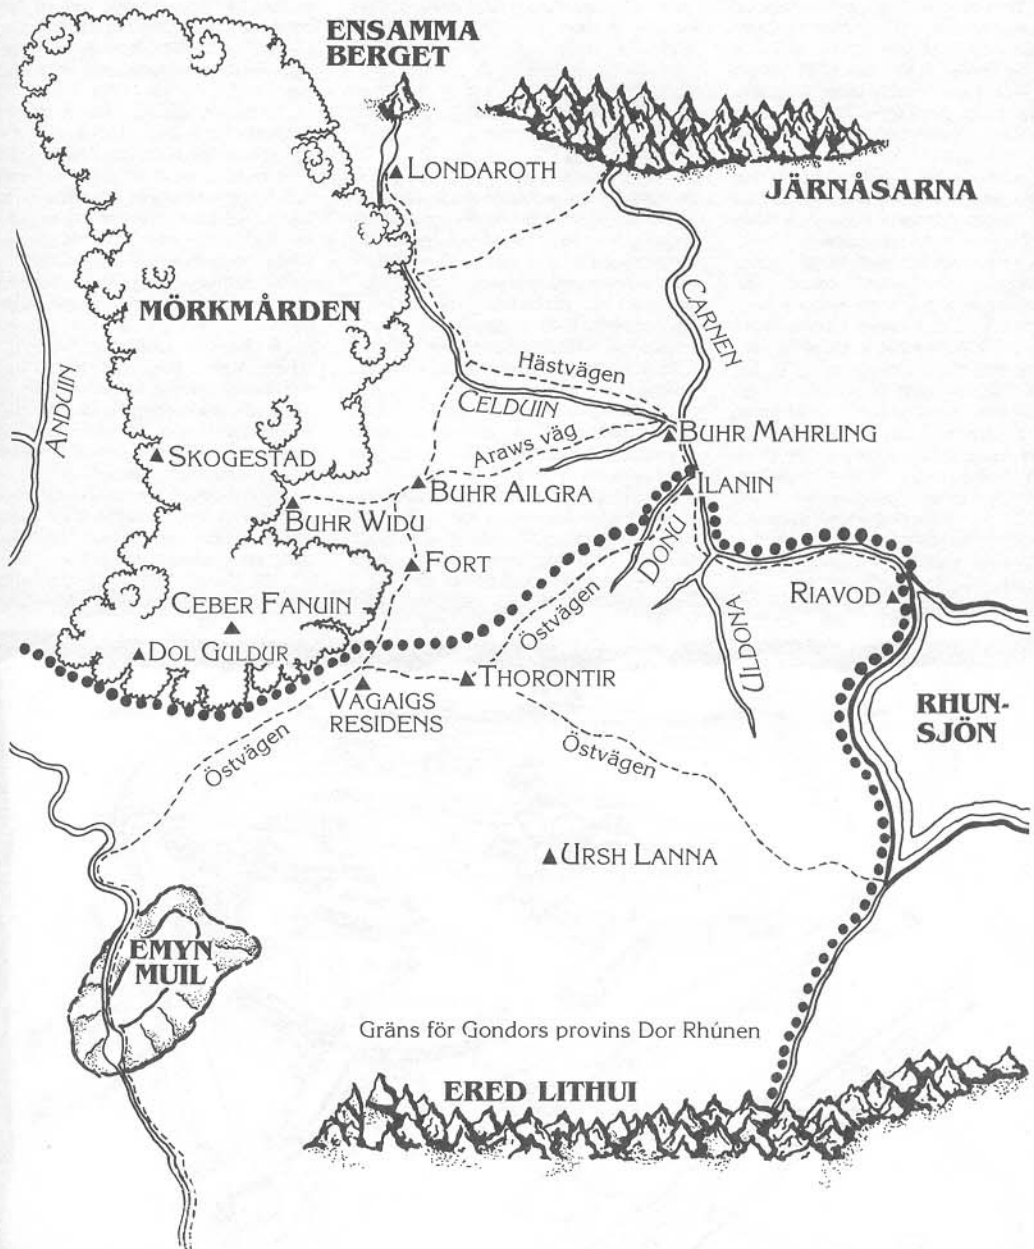 ENSAMMA
BERGET
LONDAROTH
JÄRNÅSARNA
MÖRKMÅRDEN
CARNEN
ANDUIN
Hästvägen
CELDUIN
Araws väg
BUHR MAHRLING
SKOGESTAD
BUHR AILGRA
ILANIN
BUHR WIDU
DONU
FORT
CEBER FANUIN
RIAVOD
Östvägen
LILDONA
DOL GULDUR
THORONTIR
VAGAIGS
RESIDENS
RHUN-
SJÖN
Östvägen
Östvägen
URSH LANNA
EMYN
MUIL
Gräns för Gondors provins Dor Rhúnen
ERED LITHUI